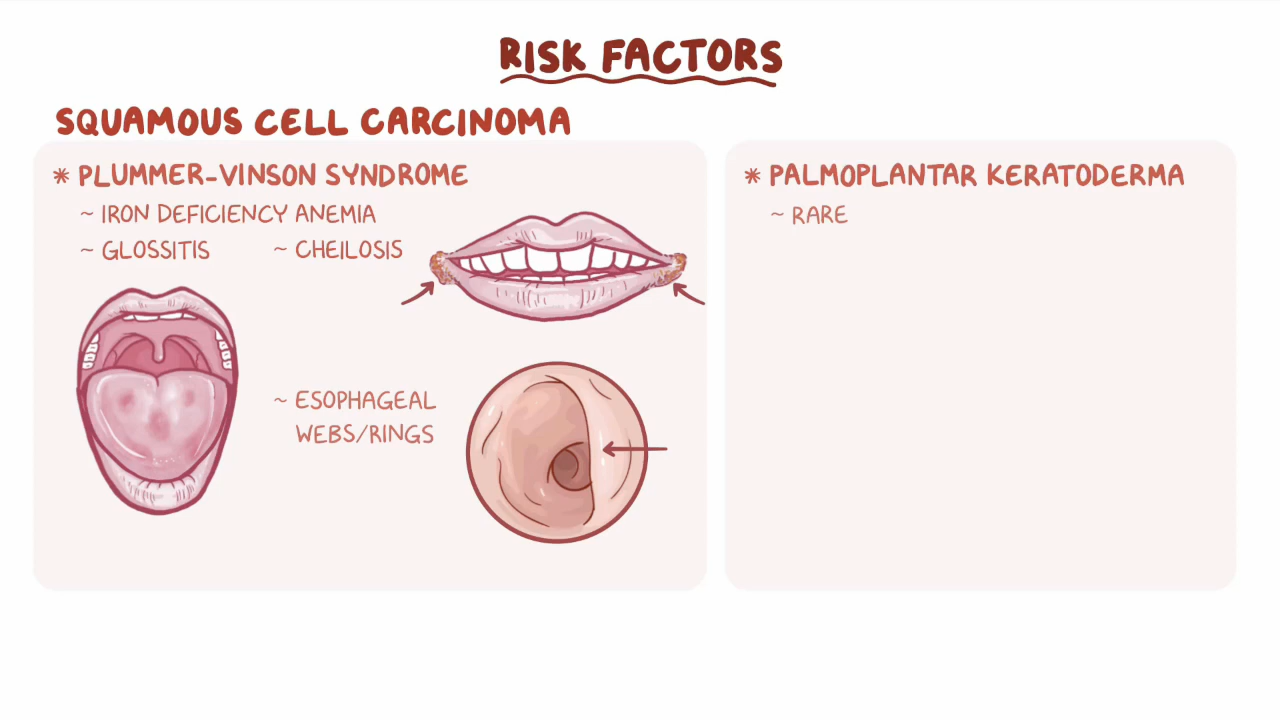 RISK FACTORS
SQUAMOUS CELL CARCINOMA
* PLUMMER-VINSON SYNDROME
~ IRON DEFICIENCY ANEMIA
~ GLOSSITIS ~ CHEILOSIS
~ ESOPHAGEAL
WEBS/RINGS
* PALMOPLANTAR KERATODERMA
~ RARE